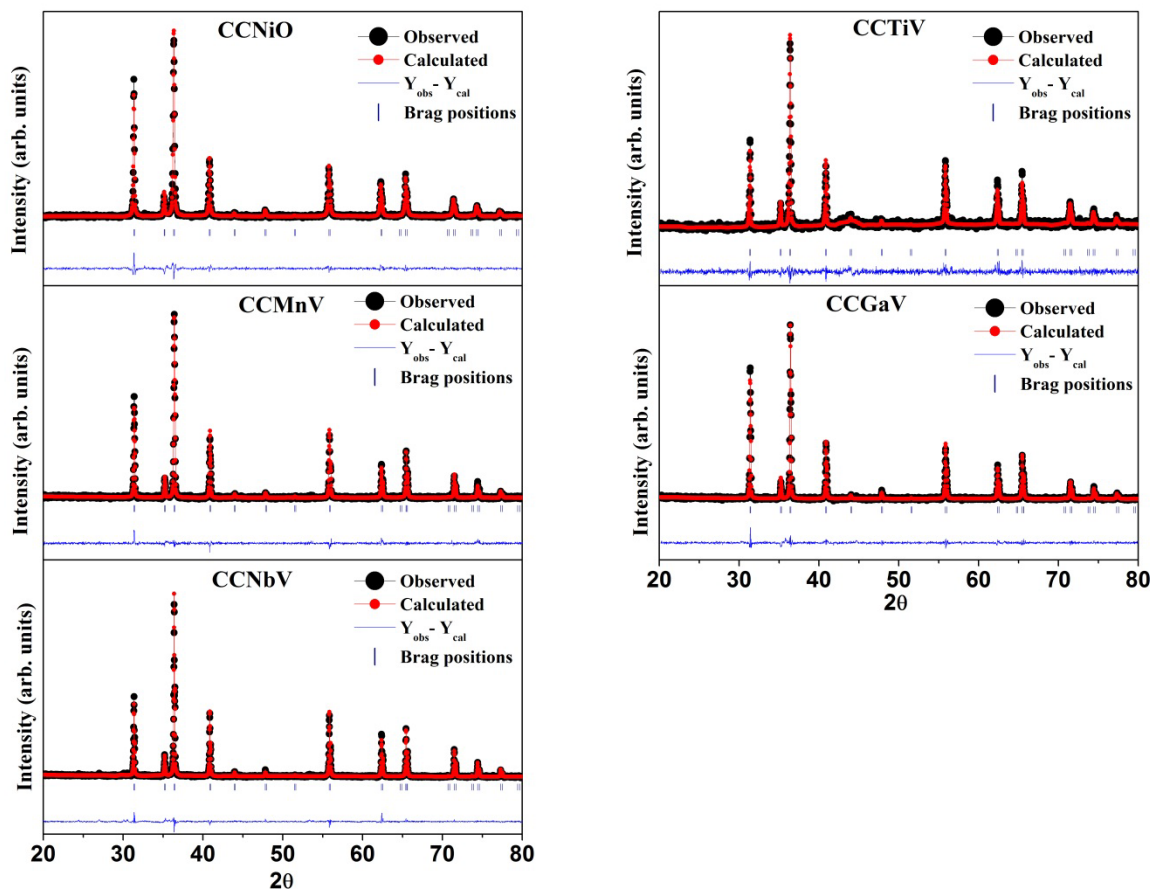 CCNiO
Observed
Calculated
Yobs- Ycal
Brag positions
Intensity (arb. units)
CCMnV
Observed
Calculated
Yobs- Ycal
Brag positions
Intensity (arb. units)
CCNbV
Observed
Calculated
Yobs- Ycal
Brag positions
Intensity (arb. units)
20 30 40 50 60 70 80
2θ
CCTiV
Observed
Calculated
Yobs- Ycal
Brag positions
Intensity (arb. units)
CCGaV
Observed
Calculated
Yobs- Ycal
Brag positions
Intensity (arb. units)
20 30 40 50 60 70 80
2θ